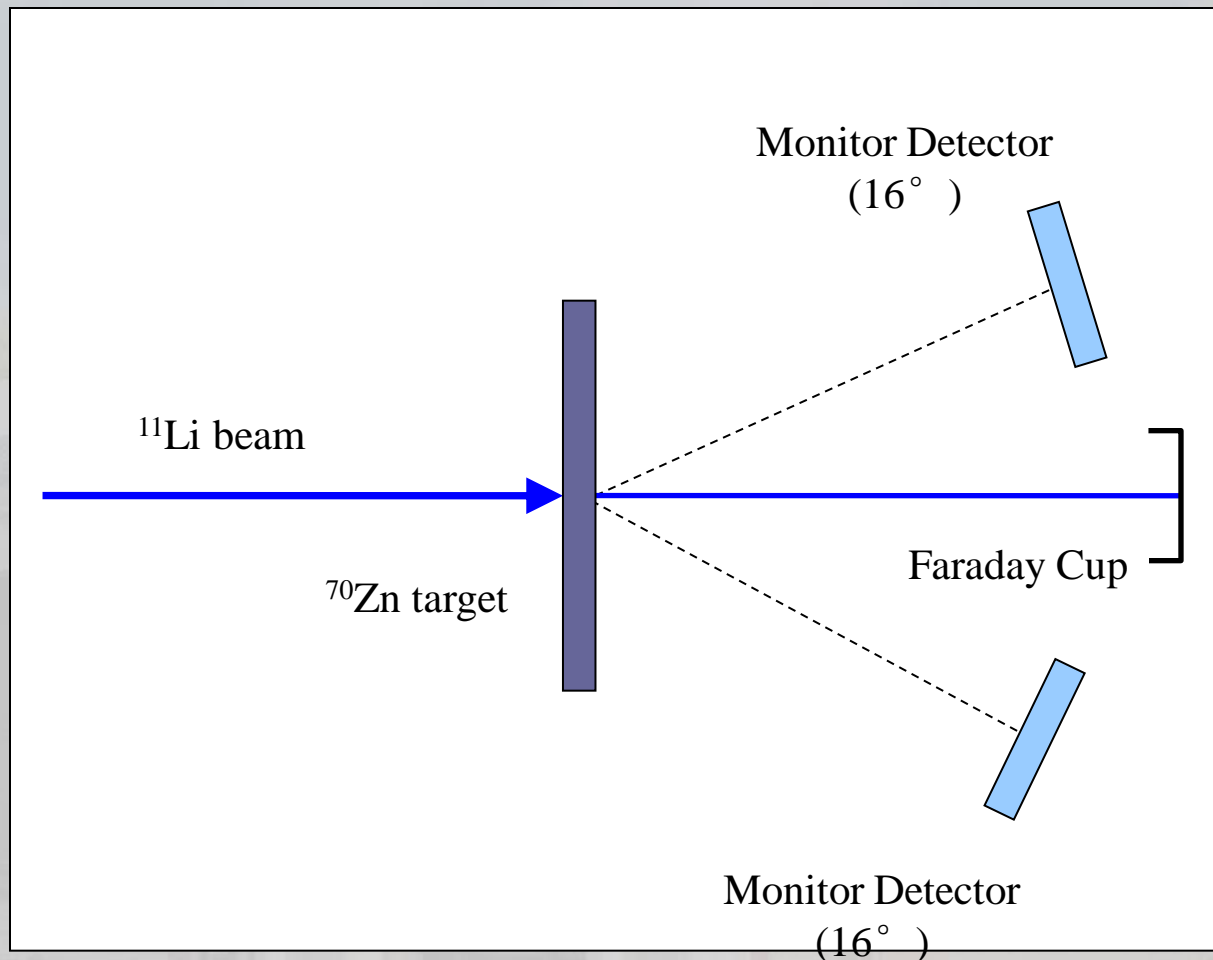 Monitor Detector
(16° )
¹¹Li beam
Faraday Cup
⁷⁰Zn target
Monitor Detector
(16° )